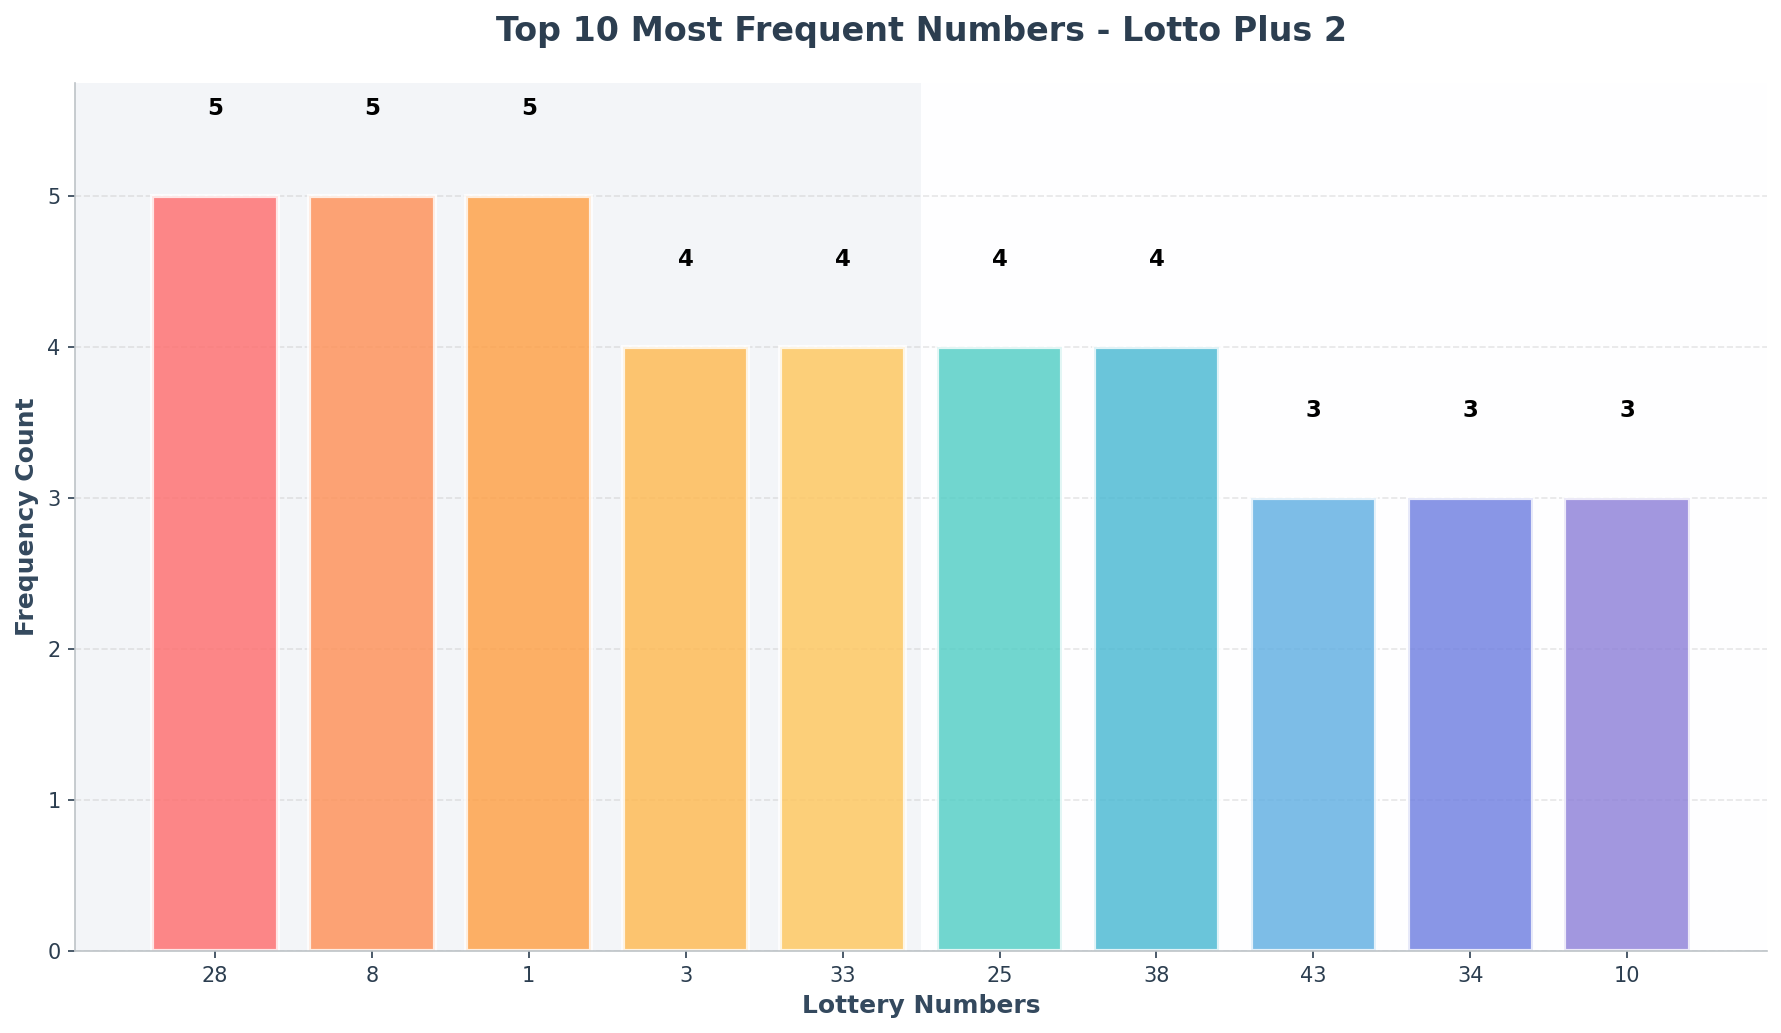 Top 10 Most Frequent Numbers - Lotto Plus 2
5 5 5
5
4 4 4 4
4
3 3 3
3
2
1
0
Frequency Count
28 8 1 3 33 25 38 43 34 10
Lottery Numbers